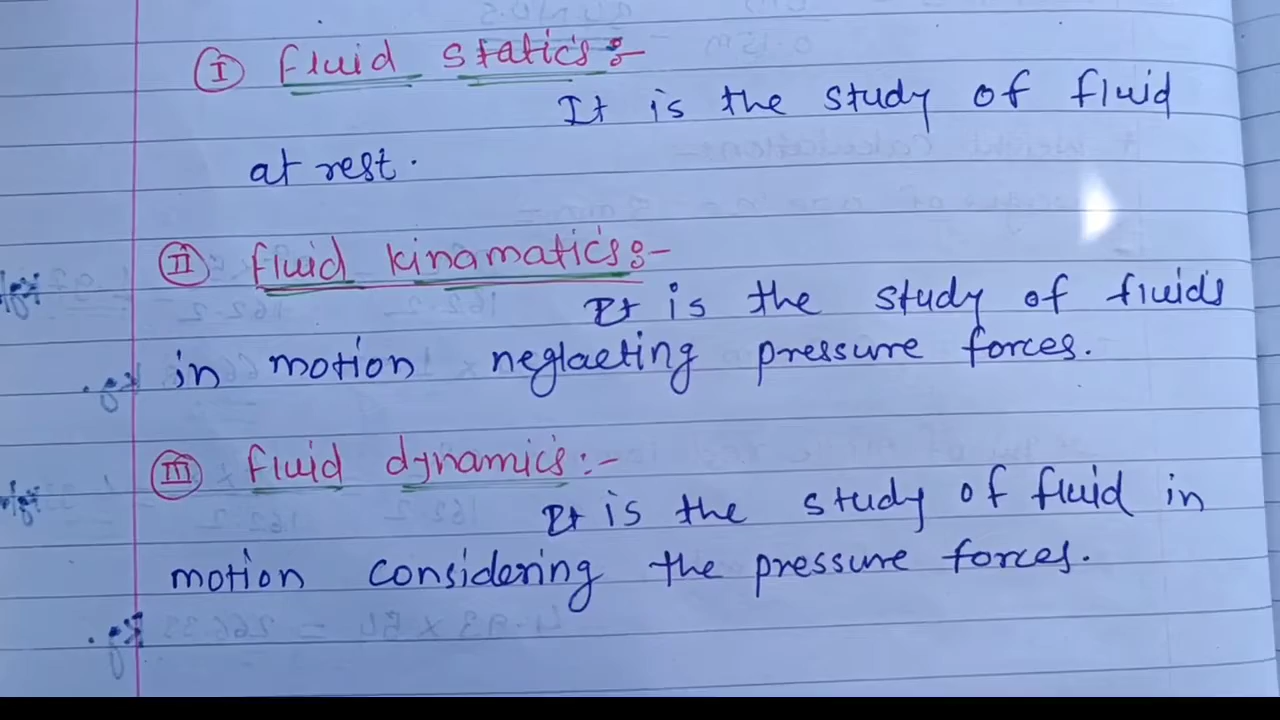 (I) Fluid statics:-
It is the study of fluid
at rest.
(II) Fluid kinamatics:-
It is the study of fluids
in motion neglaeting pressure forces.
(III) Fluid dynamics:-
It is the study of fluid in
motion considering the pressure forces.